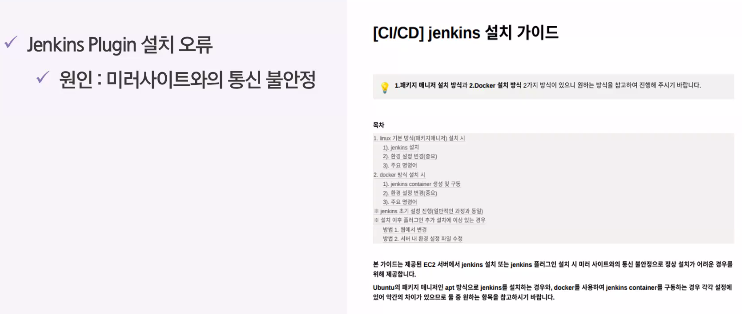 Jenkins Plugin 설치 오류
원인 : 미러사이트와의 통신 불안정
[CI/CD] jenkins 설치 가이드
1.패키지 매니저 설치 방식과 2.Docker 설치 방식 2가지 방식이 있으니 원하는 방식을 참고하여 진행해 주시기 바랍니다.
목차
1. linux 기본 방식(패키지매니저) 설치 시
1). jenkins 설치
2). 환경 설정 변경(중요)
3). 주요 명령어
2. docker 방식 설치 시
1). jenkins container 생성 및 구동
2). 환경 설정 변경(중요)
3). 주요 명령어
※ jenkins 초기 설정 진행(일반적인 과정과 동일)
※ 설치 이후 플러그인 추가 설치에 이상 있는 경우
방법 1. 웹에서 변경
방법 2. 서버 내 환경 설정 파일 수정
본 가이드는 제공된 EC2 서버에서 jenkins 설치 또는 jenkins 플러그인 설치 시 미러 사이트와의 통신 불안정으로 정상 설치가 어려운 경우를
위해 제공합니다.
Ubuntu의 패키지 매니저인 apt 방식으로 jenkins를 설치하는 경우와, docker를 사용하여 jenkins container를 구동하는 경우 각각 설정에
있어 약간의 차이가 있으므로 둘 중 원하는 항목을 참고하시기 바랍니다.